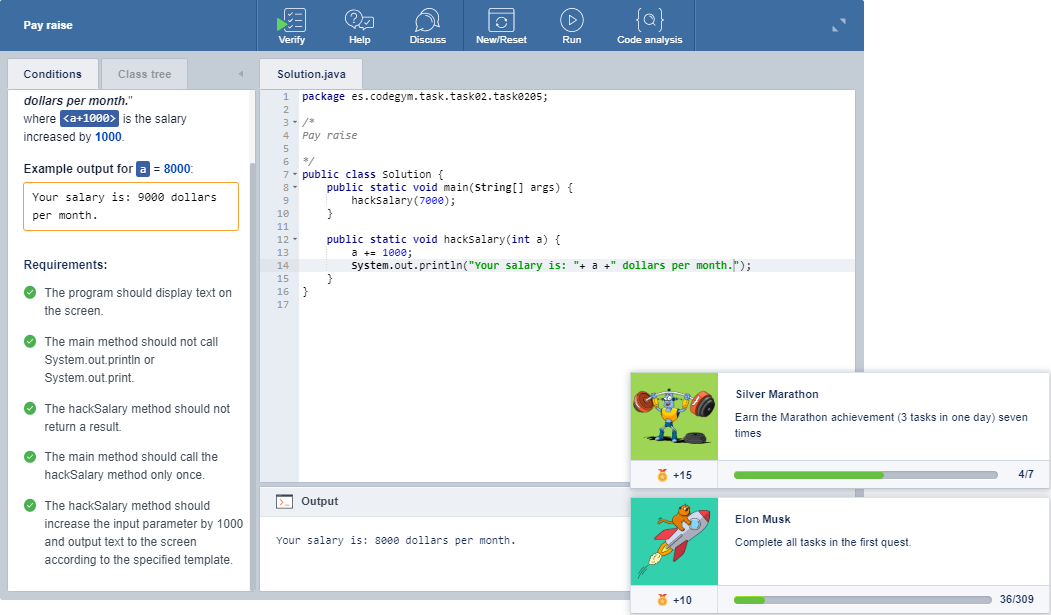 Pay raise
Verify
Help
Discuss
New/Reset
Run
Code analysis
Conditions
Class tree
dollars per month."
where <a+1000> is the salary
increased by 1000.
Example output for a = 8000:
Your salary is: 9000 dollars
per month.
Requirements:
The program should display text on
the screen.
The main method should not call
System.out.println or
System.out.print.
The hackSalary method should not
return a result.
The main method should call the
hackSalary method only once.
The hackSalary method should
increase the input parameter by 1000
and output text to the screen
according to the specified template.
Solution.java
1 package es.codegym.task.task02.task0205;
2
3 /*
4 Pay raise
5
6 */
7 public class Solution {
8     public static void main(String[] args) {
9         hackSalary(7000);
10     }
11
12     public static void hackSalary(int a) {
13         a += 1000;
14         System.out.println("Your salary is: "+ a +" dollars per month.");
15     }
16 }
17
Output
Your salary is: 8000 dollars per month.
Silver Marathon
Earn the Marathon achievement (3 tasks in one day) seven
times
+15
4/7
Elon Musk
Complete all tasks in the first quest.
+10
36/309